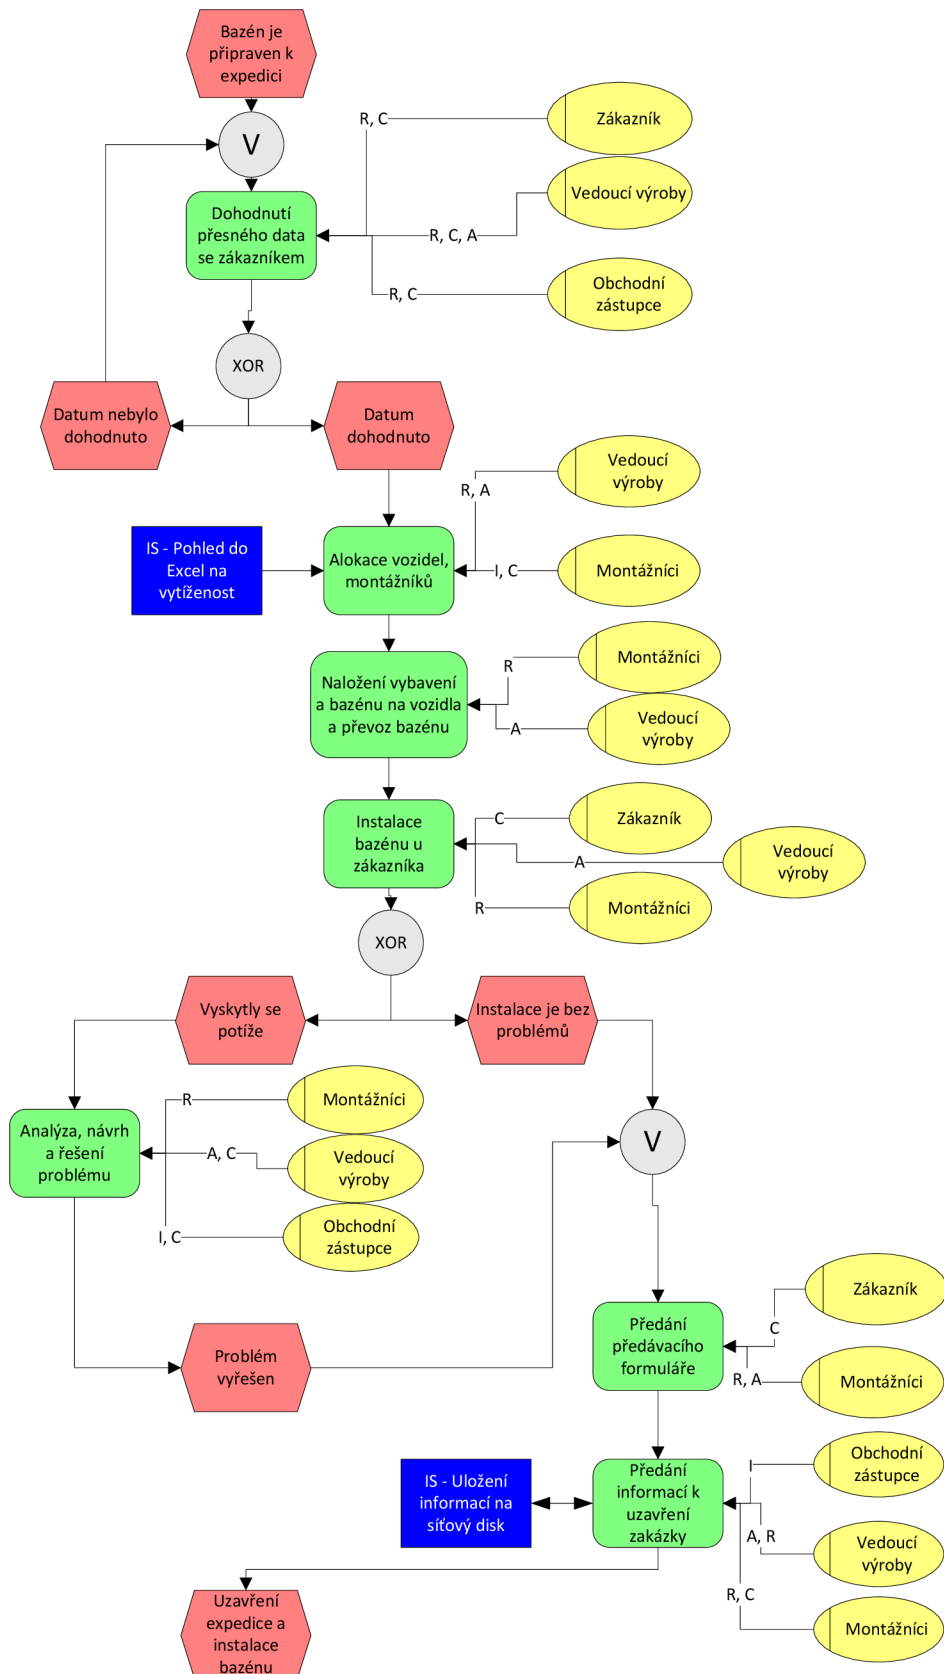 Bazén je
připraven k
expedici
V
R, C
Zákazník
Dohodnutí
přesného data
se zákazníkem
R, C, A
Vedoucí výroby
R, C
Obchodní
zástupce
XOR
Datum nebylo
dohodnuto
Datum
dohodnuto
R, A
Vedoucí
výroby
IS - Pohled do
Excel na
vytíženost
Alokace vozidel,
montážníků
I, C
Montážníci
Naložení vybavení
a bazénu na vozidla
a převoz bazénu
R
Montážníci
A
Vedoucí
výroby
Instalace
bazénu u
zákazníka
C
Zákazník
A
Vedoucí
výroby
R
Montážníci
XOR
Vyskytly se
potíže
Instalace je bez
problémů
Analýza, návrh
a řešení
problému
R
Montážníci
A, C
Vedoucí
výroby
I, C
Obchodní
zástupce
V
Problém
vyřešen
Předání
předávacího
formuláře
C
Zákazník
R, A
Montážníci
IS - Uložení
informací na
síťový disk
Předání
informací k
uzavření
zakázky
I
Obchodní
zástupce
A, R
Vedoucí
výroby
R, C
Montážníci
Uzavření
expedice a
instalace
bazénu